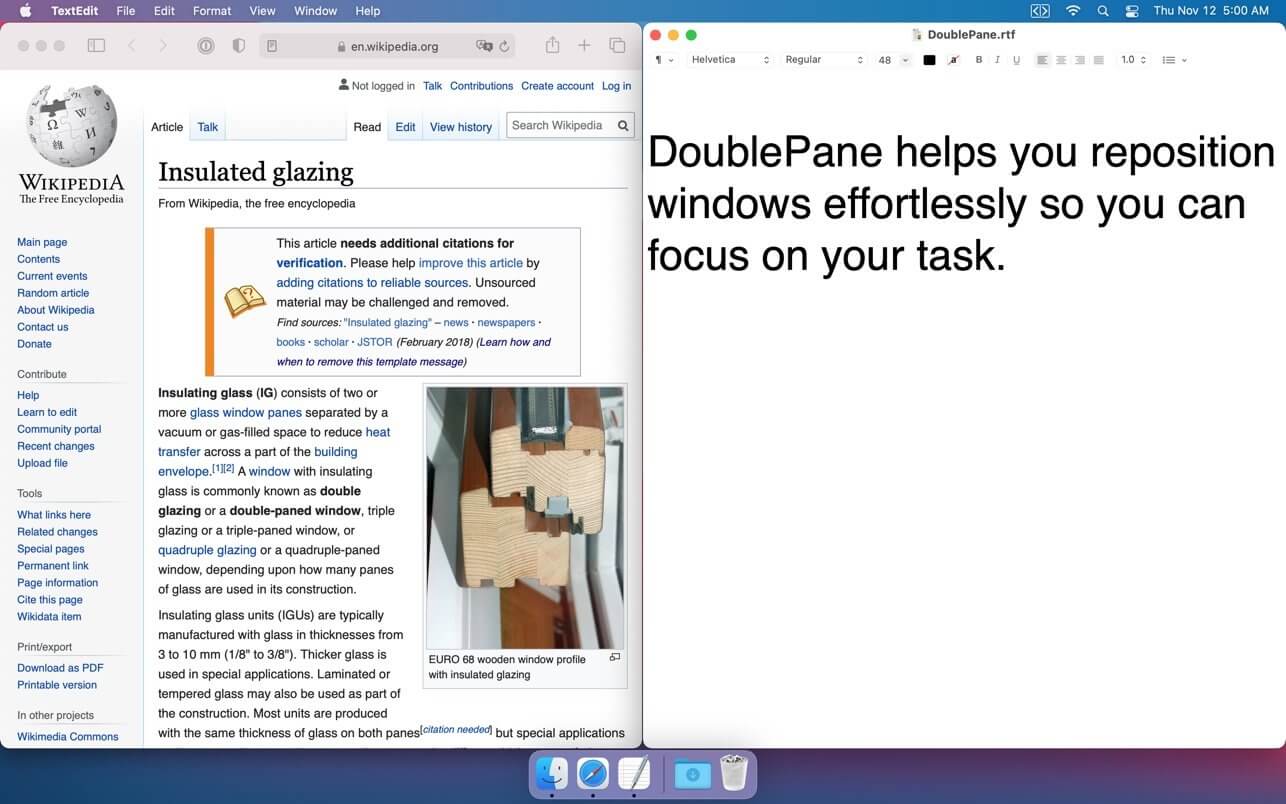 TextEdit File Edit Format View Window Help
Thu Nov 12 5:00 AM
en.wikipedia.org
WIKIPEDIA
The Free Encyclopedia
Main page
Contents
Current events
Random article
About Wikipedia
Contact us
Donate
Contribute
Help
Learn to edit
Community portal
Recent changes
Upload file
Tools
What links here
Related changes
Special pages
Permanent link
Page information
Cite this page
Wikidata item
Print/export
Download as PDF
Printable version
In other projects
Wikimedia Commons
Not logged in Talk Contributions Create account Log in
Article Talk Read Edit View history Search Wikipedia
Insulated glazing
From Wikipedia, the free encyclopedia
This article needs additional citations for
verification. Please help improve this article by
adding citations to reliable sources. Unsourced
material may be challenged and removed.
Find sources: "Insulated glazing" – news · newspapers ·
books · scholar · JSTOR (February 2018) (Learn how and
when to remove this template message)
Insulating glass (IG) consists of two or
more glass window panes separated by a
vacuum or gas-filled space to reduce heat
transfer across a part of the building
envelope.[1][2] A window with insulating
glass is commonly known as double
glazing or a double-paned window, triple
glazing or a triple-paned window, or
quadruple glazing or a quadruple-paned
window, depending upon how many panes
of glass are used in its construction.
EURO 68 wooden window profile
with insulated glazing
Insulating glass units (IGUs) are typically
manufactured with glass in thicknesses from
3 to 10 mm (1/8" to 3/8"). Thicker glass is
used in special applications. Laminated or
tempered glass may also be used as part of
the construction. Most units are produced
with the same thickness of glass on both panes[citation needed] but special applications
DoublePane.rtf
¶ Helvetica Regular 48 a B I U 1.0
DoublePane helps you reposition
windows effortlessly so you can
focus on your task.